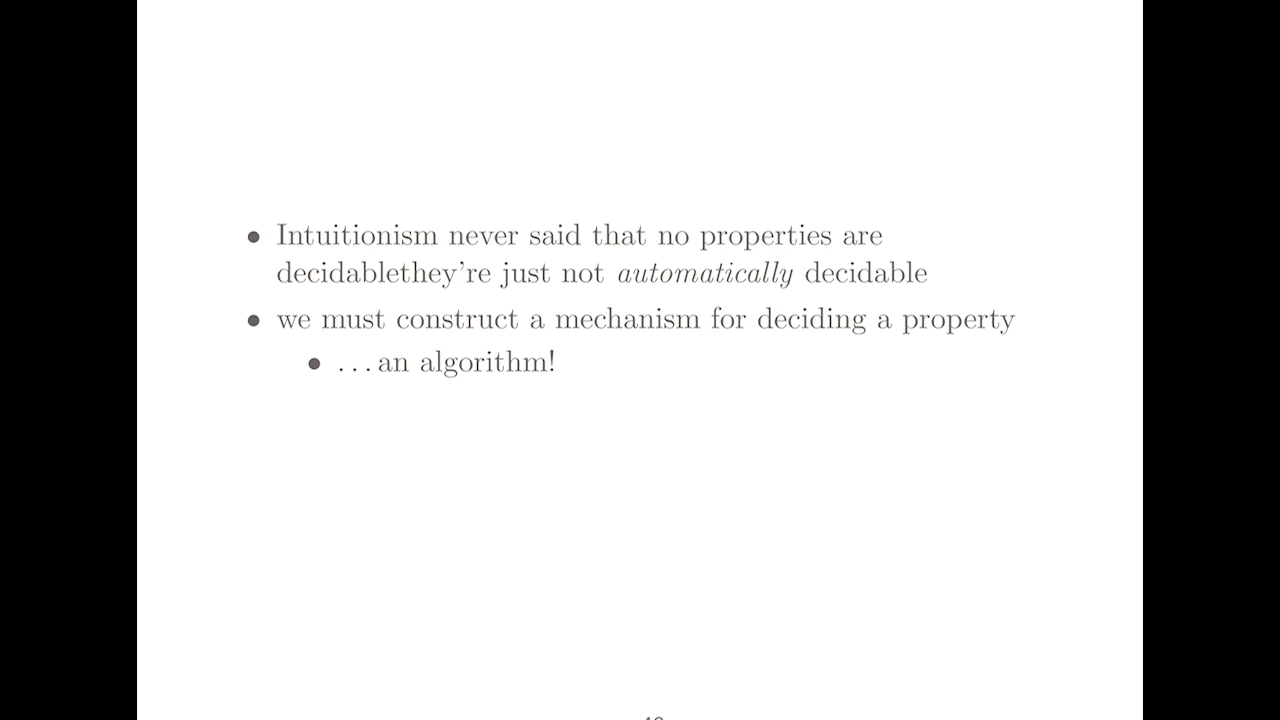 • Intuitionism never said that no properties are
decidablethey're just not automatically decidable
• we must construct a mechanism for deciding a property
• ...an algorithm!